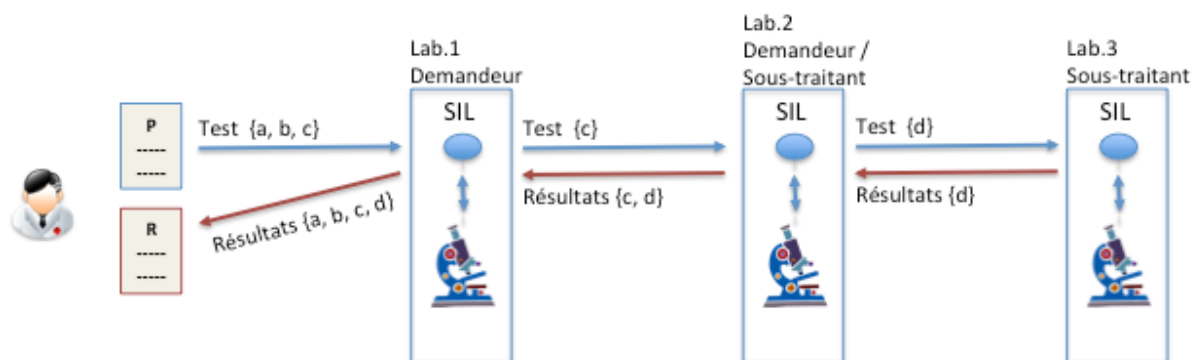 Lab.1
Demandeur
Lab.2
Demandeur /
Sous-traitant
Lab.3
Sous-traitant
P
-----
-----
Test {a, b, c}
SIL
Test {c}
SIL
Test {d}
SIL
Résultats {a, b, c, d}
Résultats {c, d}
Résultats {d}
R
-----
-----